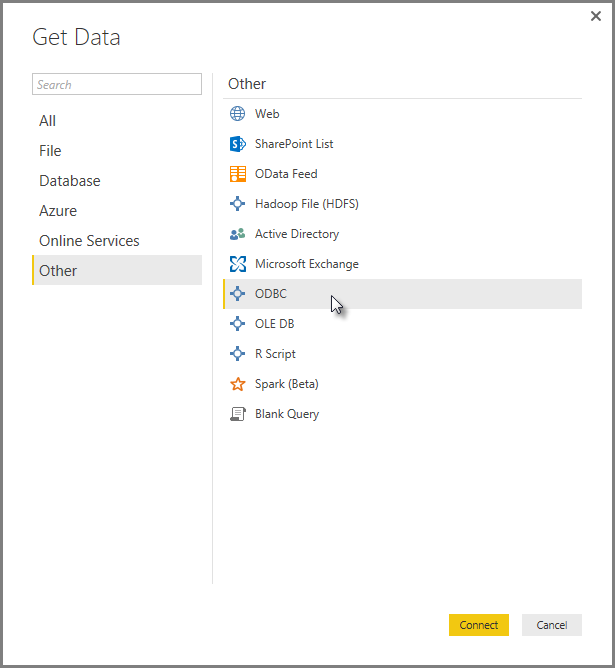 Get Data
Search
All
File
Database
Azure
Online Services
Other
Other
Web
SharePoint List
OData Feed
Hadoop File (HDFS)
Active Directory
Microsoft Exchange
ODBC
OLE DB
R Script
Spark (Beta)
Blank Query
Connect
Cancel